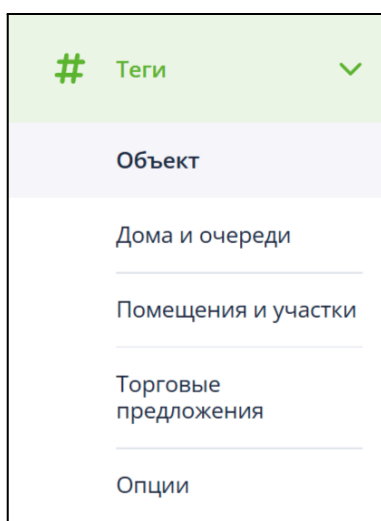 # Теги
Объект
Дома и очереди
Помещения и участки
Торговые
предложения
Опции